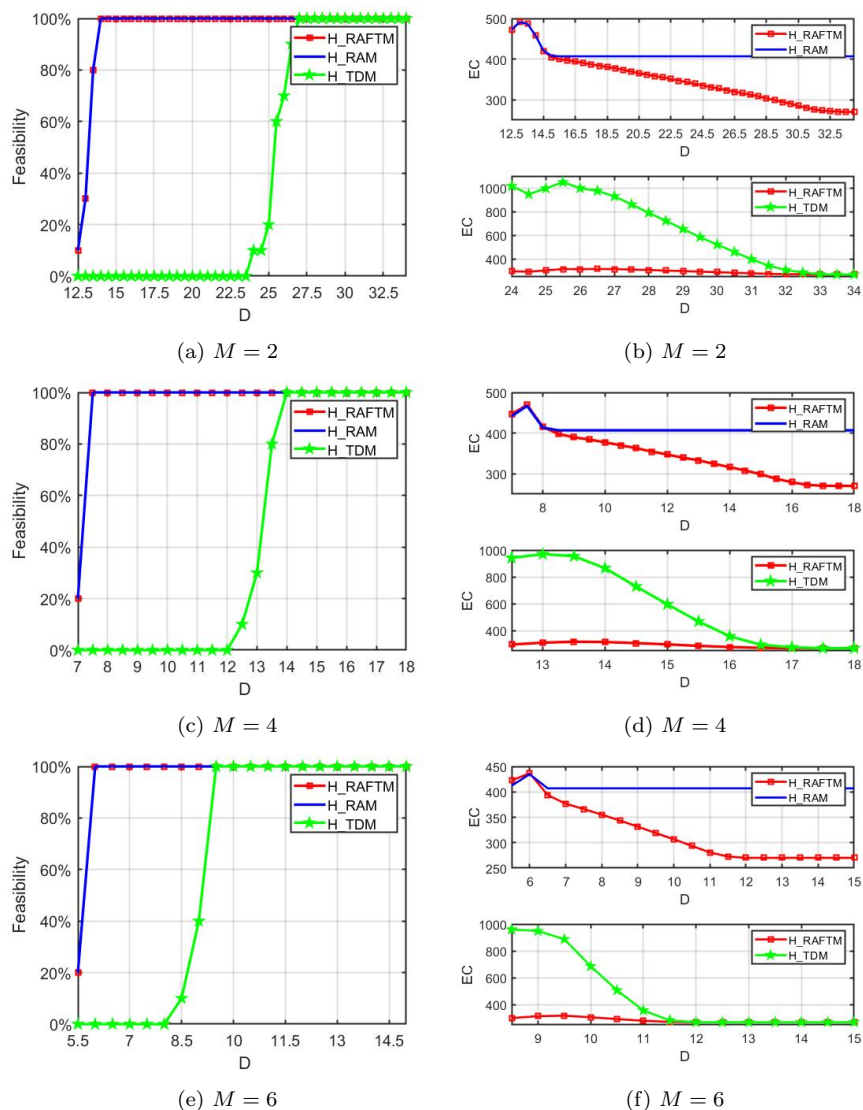 100%
80%
60%
40%
20%
0%
Feasibility
H_RAFTM
H_RAM
H_TDM
12.5 15 17.5 20 22.5 25 27.5 30 32.5
D
(a) M = 2
500
400
300
EC
H_RAFTM
H_RAM
12.5 14.5 16.5 18.5 20.5 22.5 24.5 26.5 28.5 30.5 32.5
D
1000
800
600
400
EC
H_RAFTM
H_TDM
24 25 26 27 28 29 30 31 32 33 34
D
(b) M = 2
100%
80%
60%
40%
20%
0%
Feasibility
H_RAFTM
H_RAM
H_TDM
7 8 9 10 11 12 13 14 15 16 17 18
D
(c) M = 4
500
400
300
EC
H_RAFTM
H_RAM
8 10 12 14 16 18
D
1000
800
600
400
EC
H_RAFTM
H_TDM
13 14 15 16 17 18
D
(d) M = 4
100%
80%
60%
40%
20%
0%
Feasibility
H_RAFTM
H_RAM
H_TDM
5.5 7 8.5 10 11.5 13 14.5
D
(e) M = 6
450
400
350
300
250
EC
H_RAFTM
H_RAM
6 7 8 9 10 11 12 13 14 15
D
1000
800
600
400
EC
H_RAFTM
H_TDM
9 10 11 12 13 14 15
D
(f) M = 6